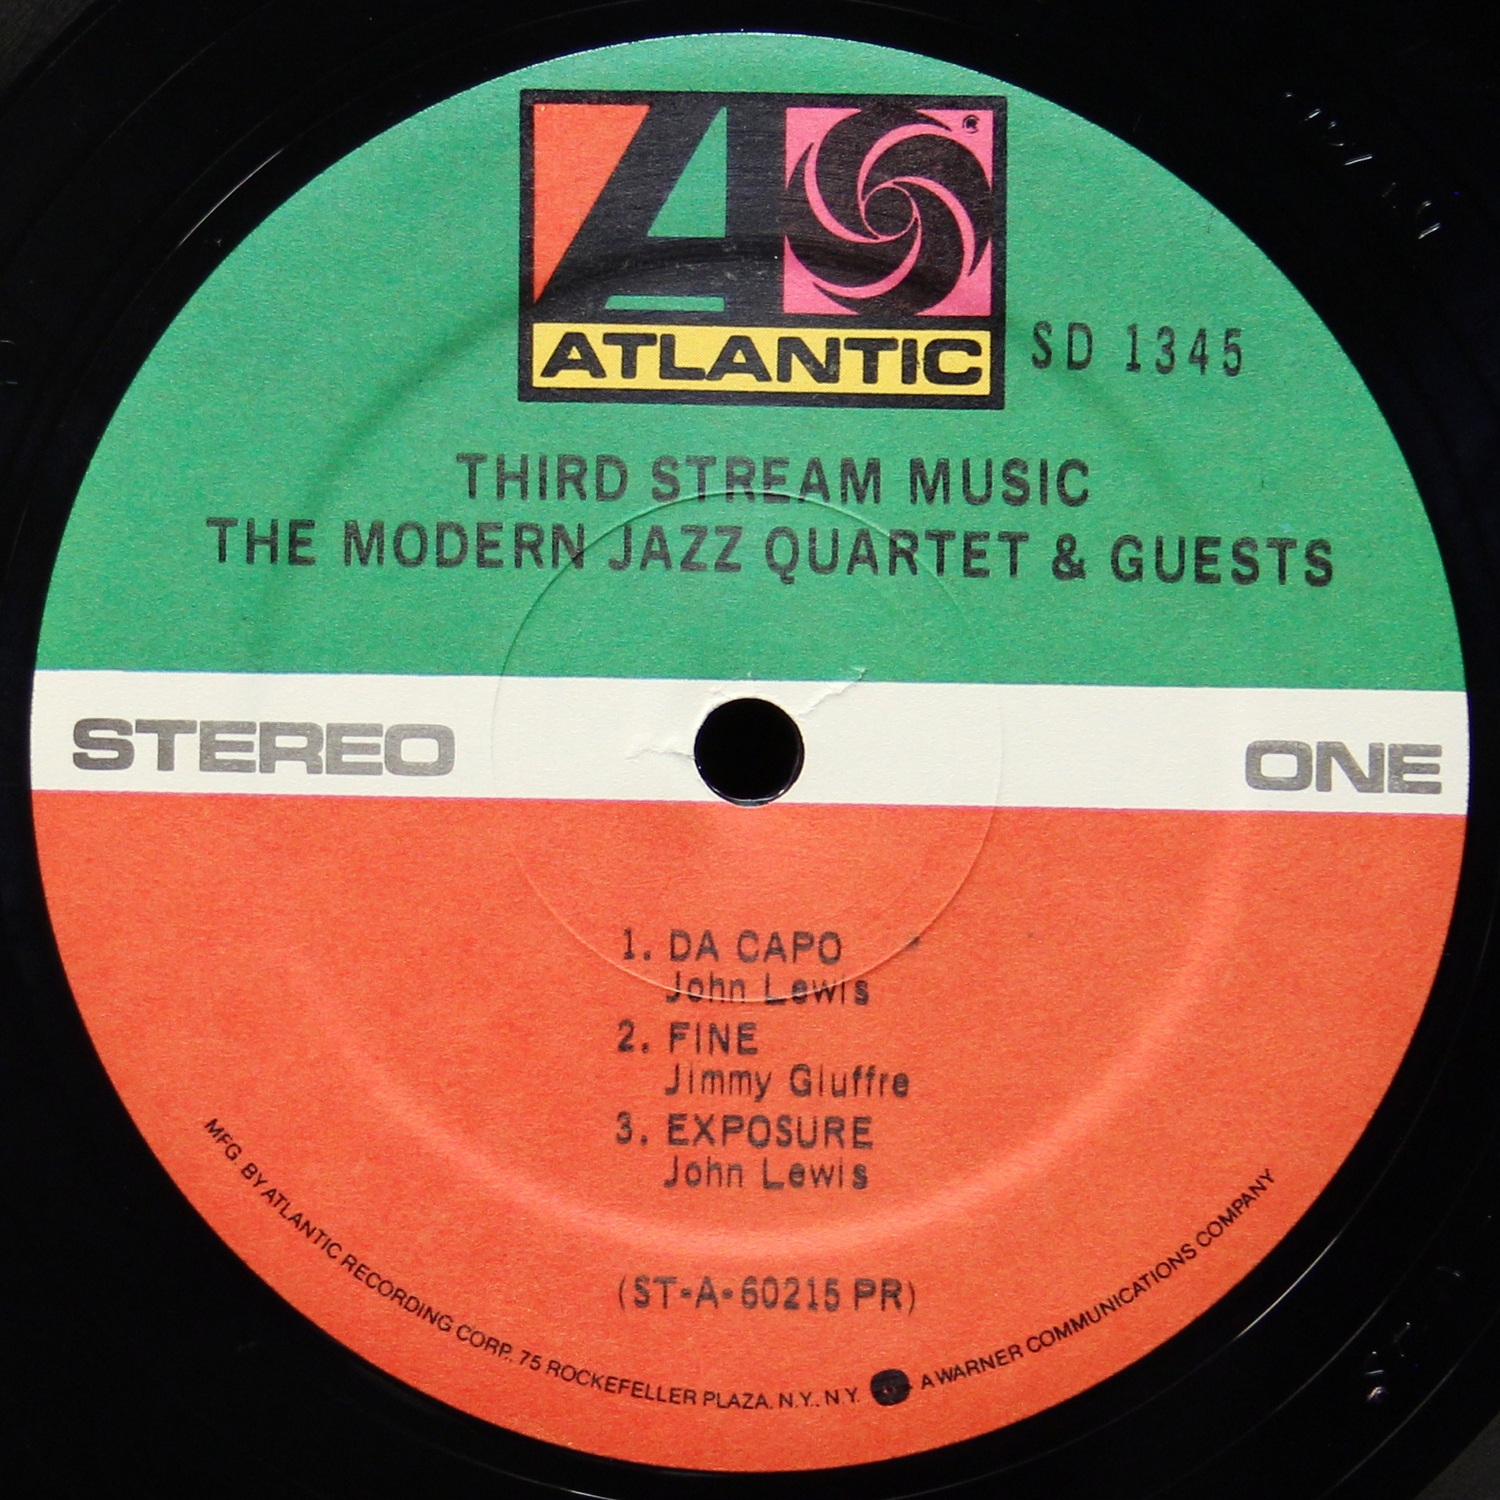 ATLANTIC
SD 1345
THIRD STREAM MUSIC
THE MODERN JAZZ QUARTET & GUESTS
STEREO
ONE
1. DA CAPO
John Lewis
2. FINE
Jimmy Giuffre
3. EXPOSURE
John Lewis
(ST-A-60215 PR)
MFG. BY ATLANTIC RECORDING CORP., 75 ROCKEFELLER PLAZA, N.Y., N.Y. A WARNER COMMUNICATIONS COMPANY